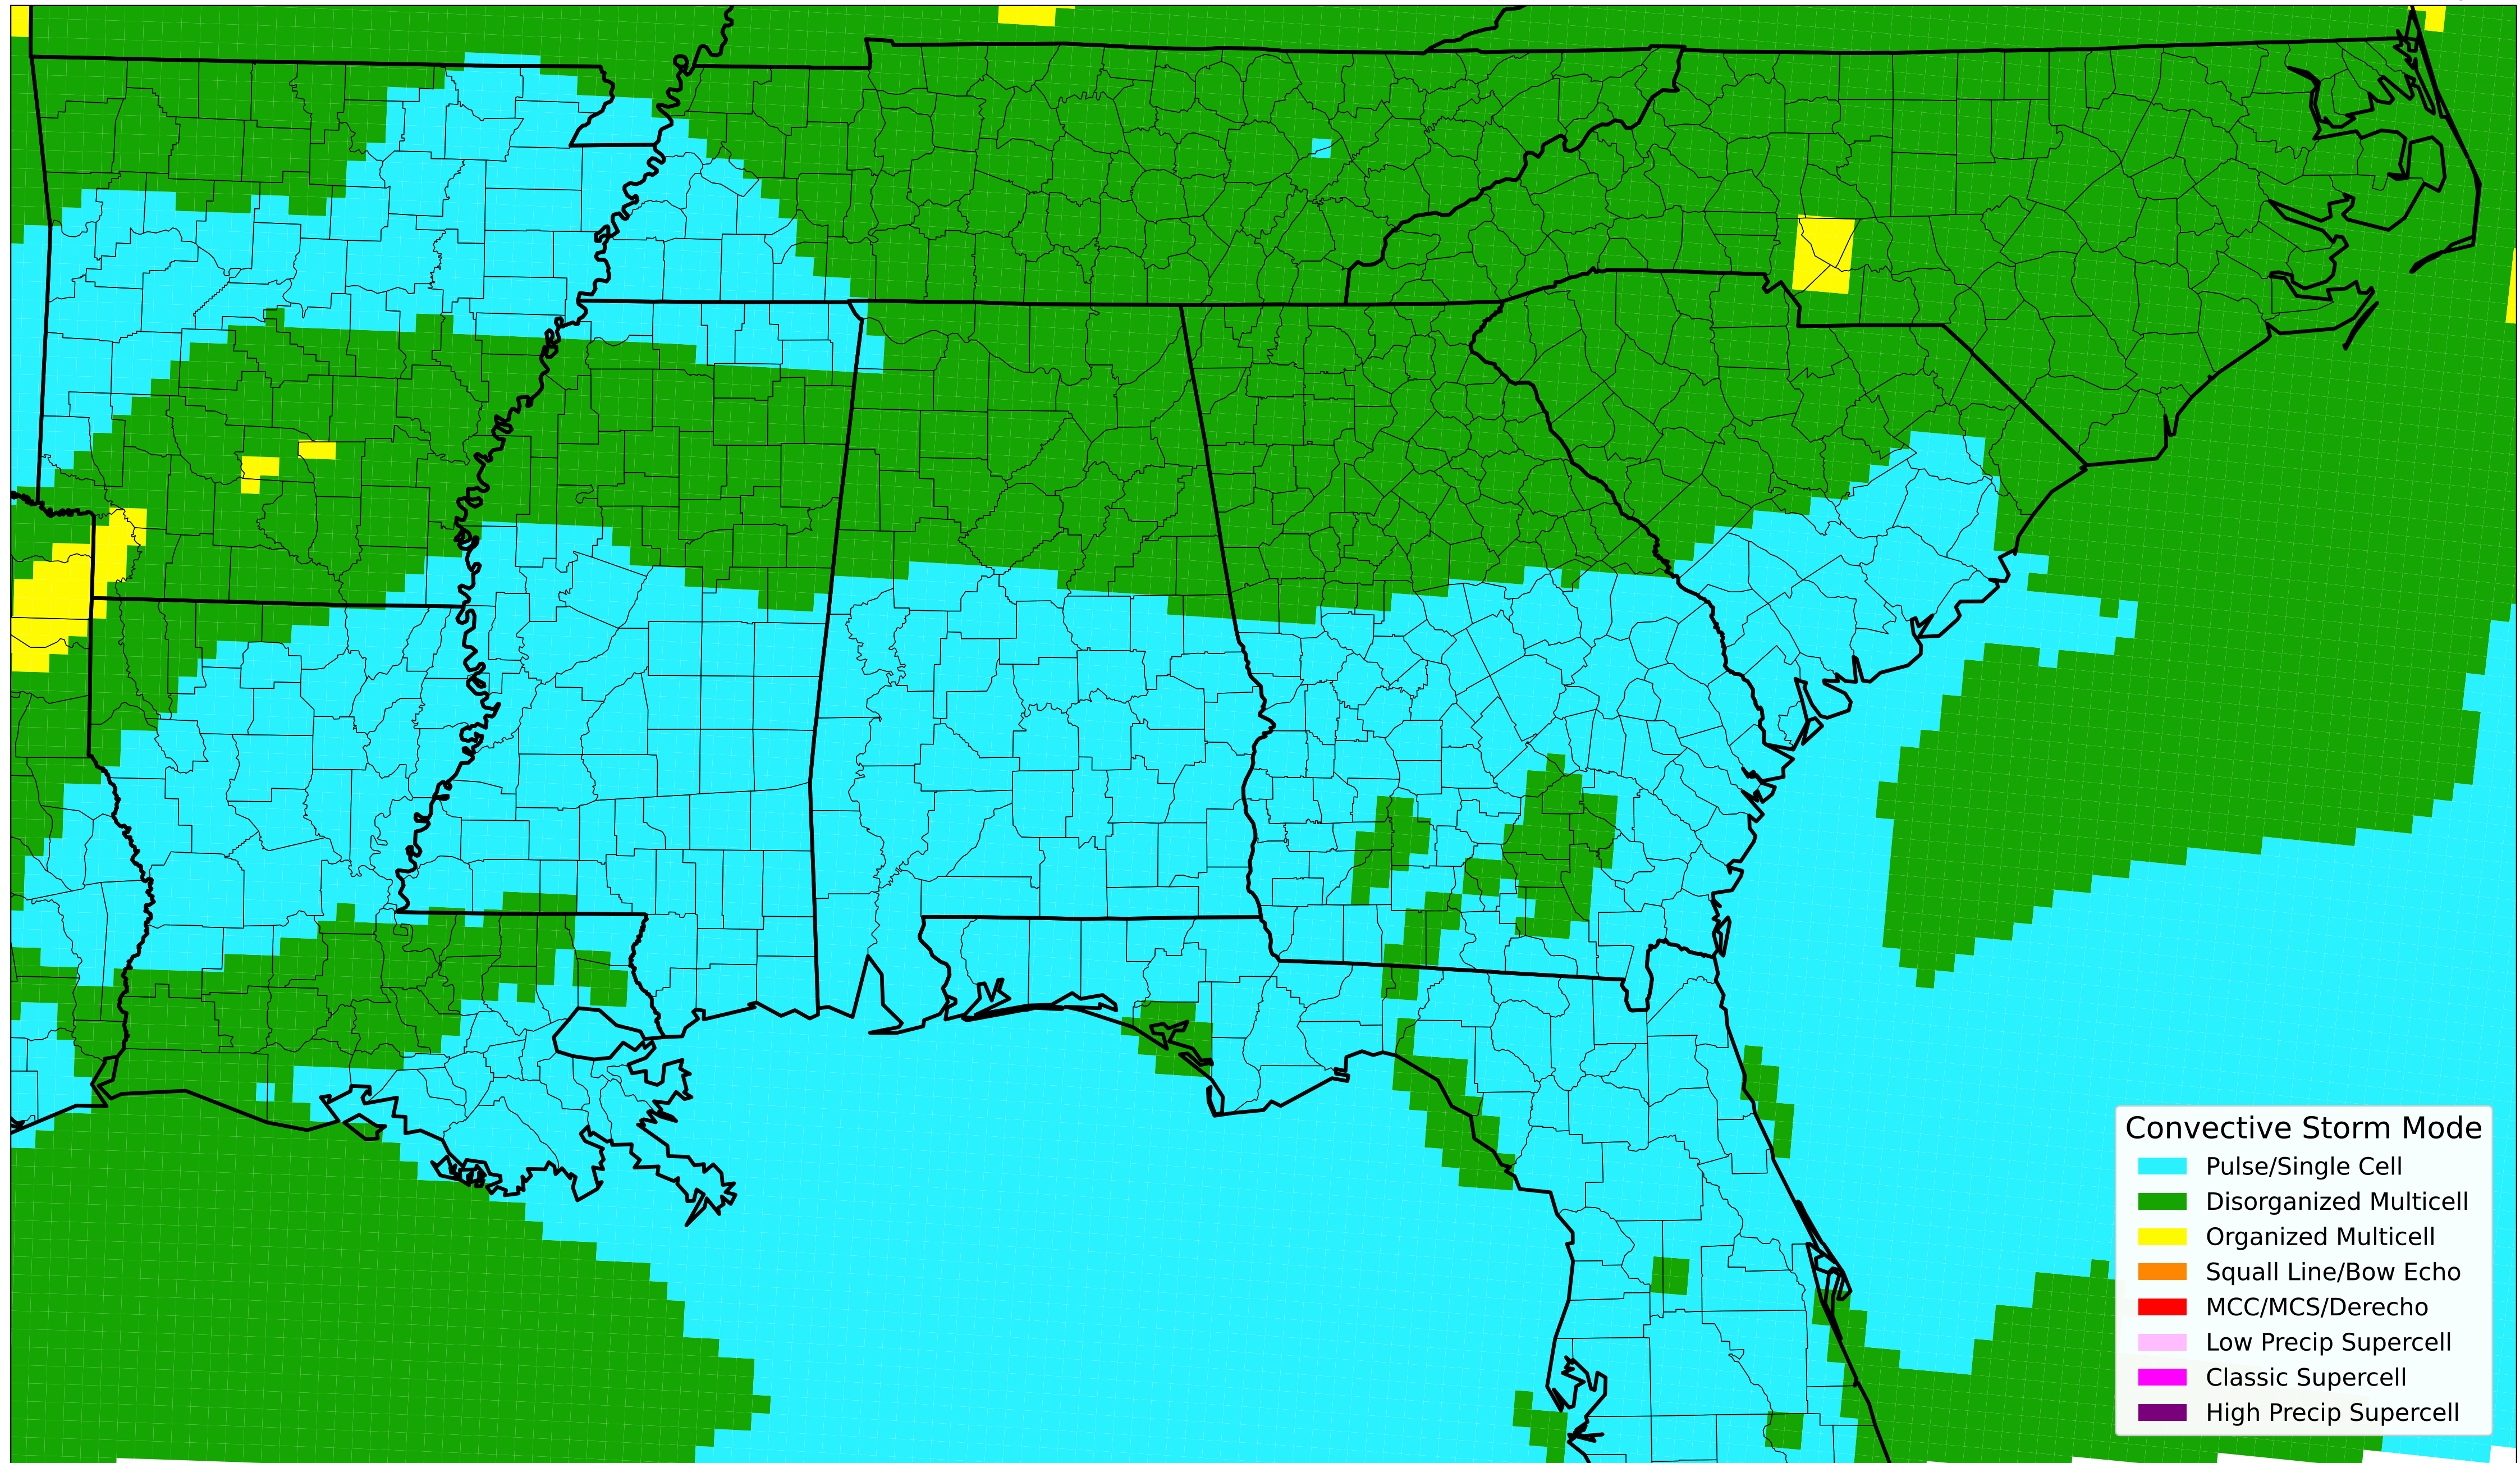 Convective Storm Mode
Pulse/Single Cell
Disorganized Multicell
Organized Multicell
Squall Line/Bow Echo
MCC/MCS/Derecho
Low Precip Supercell
Classic Supercell
High Precip Supercell